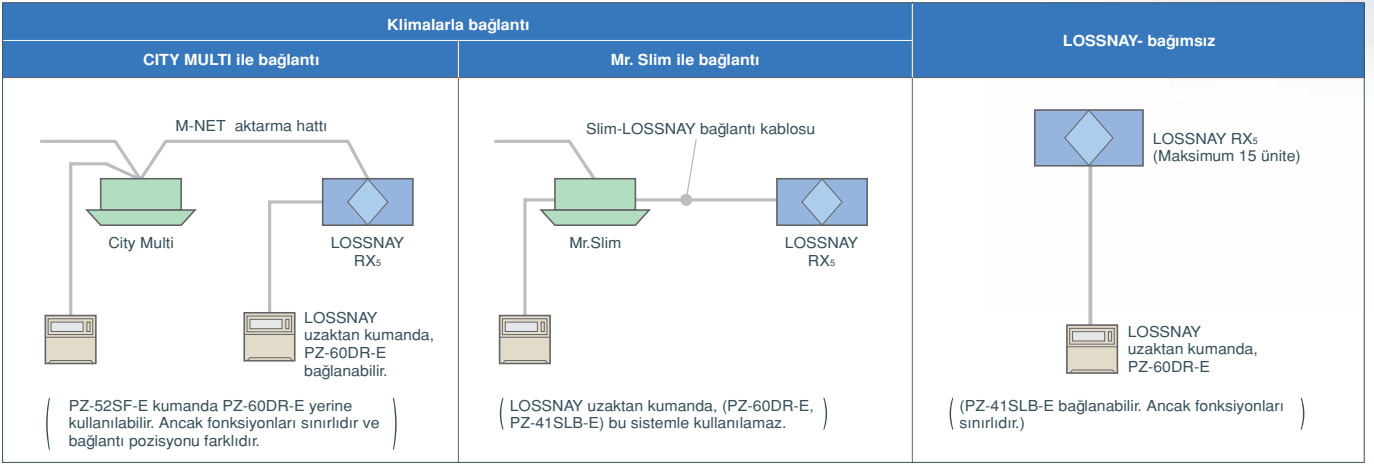 Klimalarla bağlantı
CITY MULTI ile bağlantı
Mr. Slim ile bağlantı
LOSSNAY- bağımsız
M-NET aktarma hattı
City Multi
LOSSNAY
RX₅
LOSSNAY
uzaktan kumanda,
PZ-60DR-E
bağlanabilir.
PZ-52SF-E kumanda PZ-60DR-E yerine
kullanılabilir. Ancak fonksiyonları sınırlıdır ve
bağlantı pozisyonu farklıdır.
Slim-LOSSNAY bağlantı kablosu
Mr.Slim
LOSSNAY
RX₅
LOSSNAY uzaktan kumanda, (PZ-60DR-E,
PZ-41SLB-E) bu sistemle kullanılamaz.
LOSSNAY RX₅
(Maksimum 15 ünite)
LOSSNAY
uzaktan kumanda,
PZ-60DR-E
(PZ-41SLB-E bağlanabilir. Ancak fonksiyonları
sınırlıdır.)